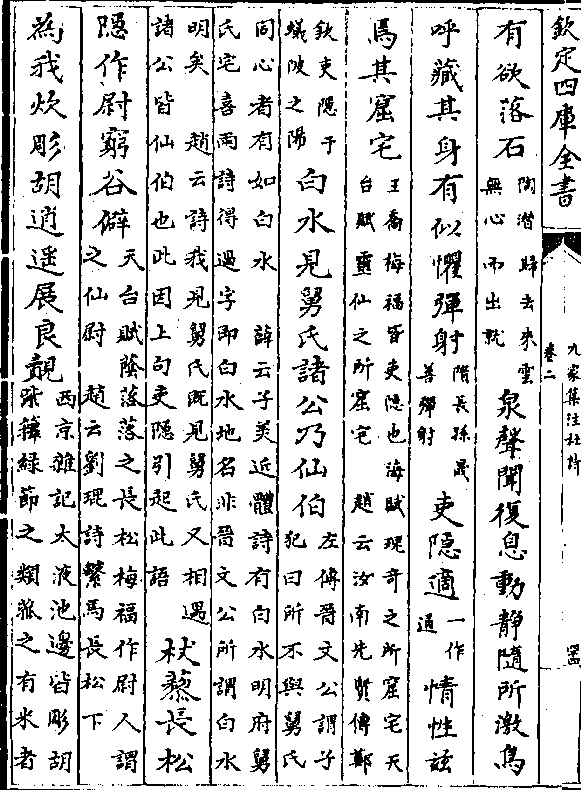 欽定四庫全書
九家集注杜詩
卷二
有欲落石陶潛歸去來雲無心而出岫泉聲聞復息動靜隨所激鳥
呼藏其身有似懼彈射隋長孫晟善彈射吏隱適一作通情性兹
焉其窟宅王喬梅福皆吏隱也海賦瑰奇之所窟宅天台賦靈仙之所窟宅 趙云汝南先賢傳鄭
欽吏隱于蟻陂之陽白水見舅氏諸公乃仙伯左傳晉文公謂子犯曰所不與舅氏
同心者有如白水 薛云子美近體詩有白水明府舅氏宅喜雨詩得過字即白水地名非晉文公所謂白水
明矣 趙云詩我見舅氏既見舅氏又相遇諸公皆仙伯也此因上句吏隱引起此語杖藜長松
隂作尉窮谷僻天台賦蔭落落之長松梅福作尉人謂之仙尉 趙云劉琨詩繫馬長松下
為我炊彫胡逍遥展良覿西京雜記太液池邊皆彫胡紫籜緑節之類菰之有米者